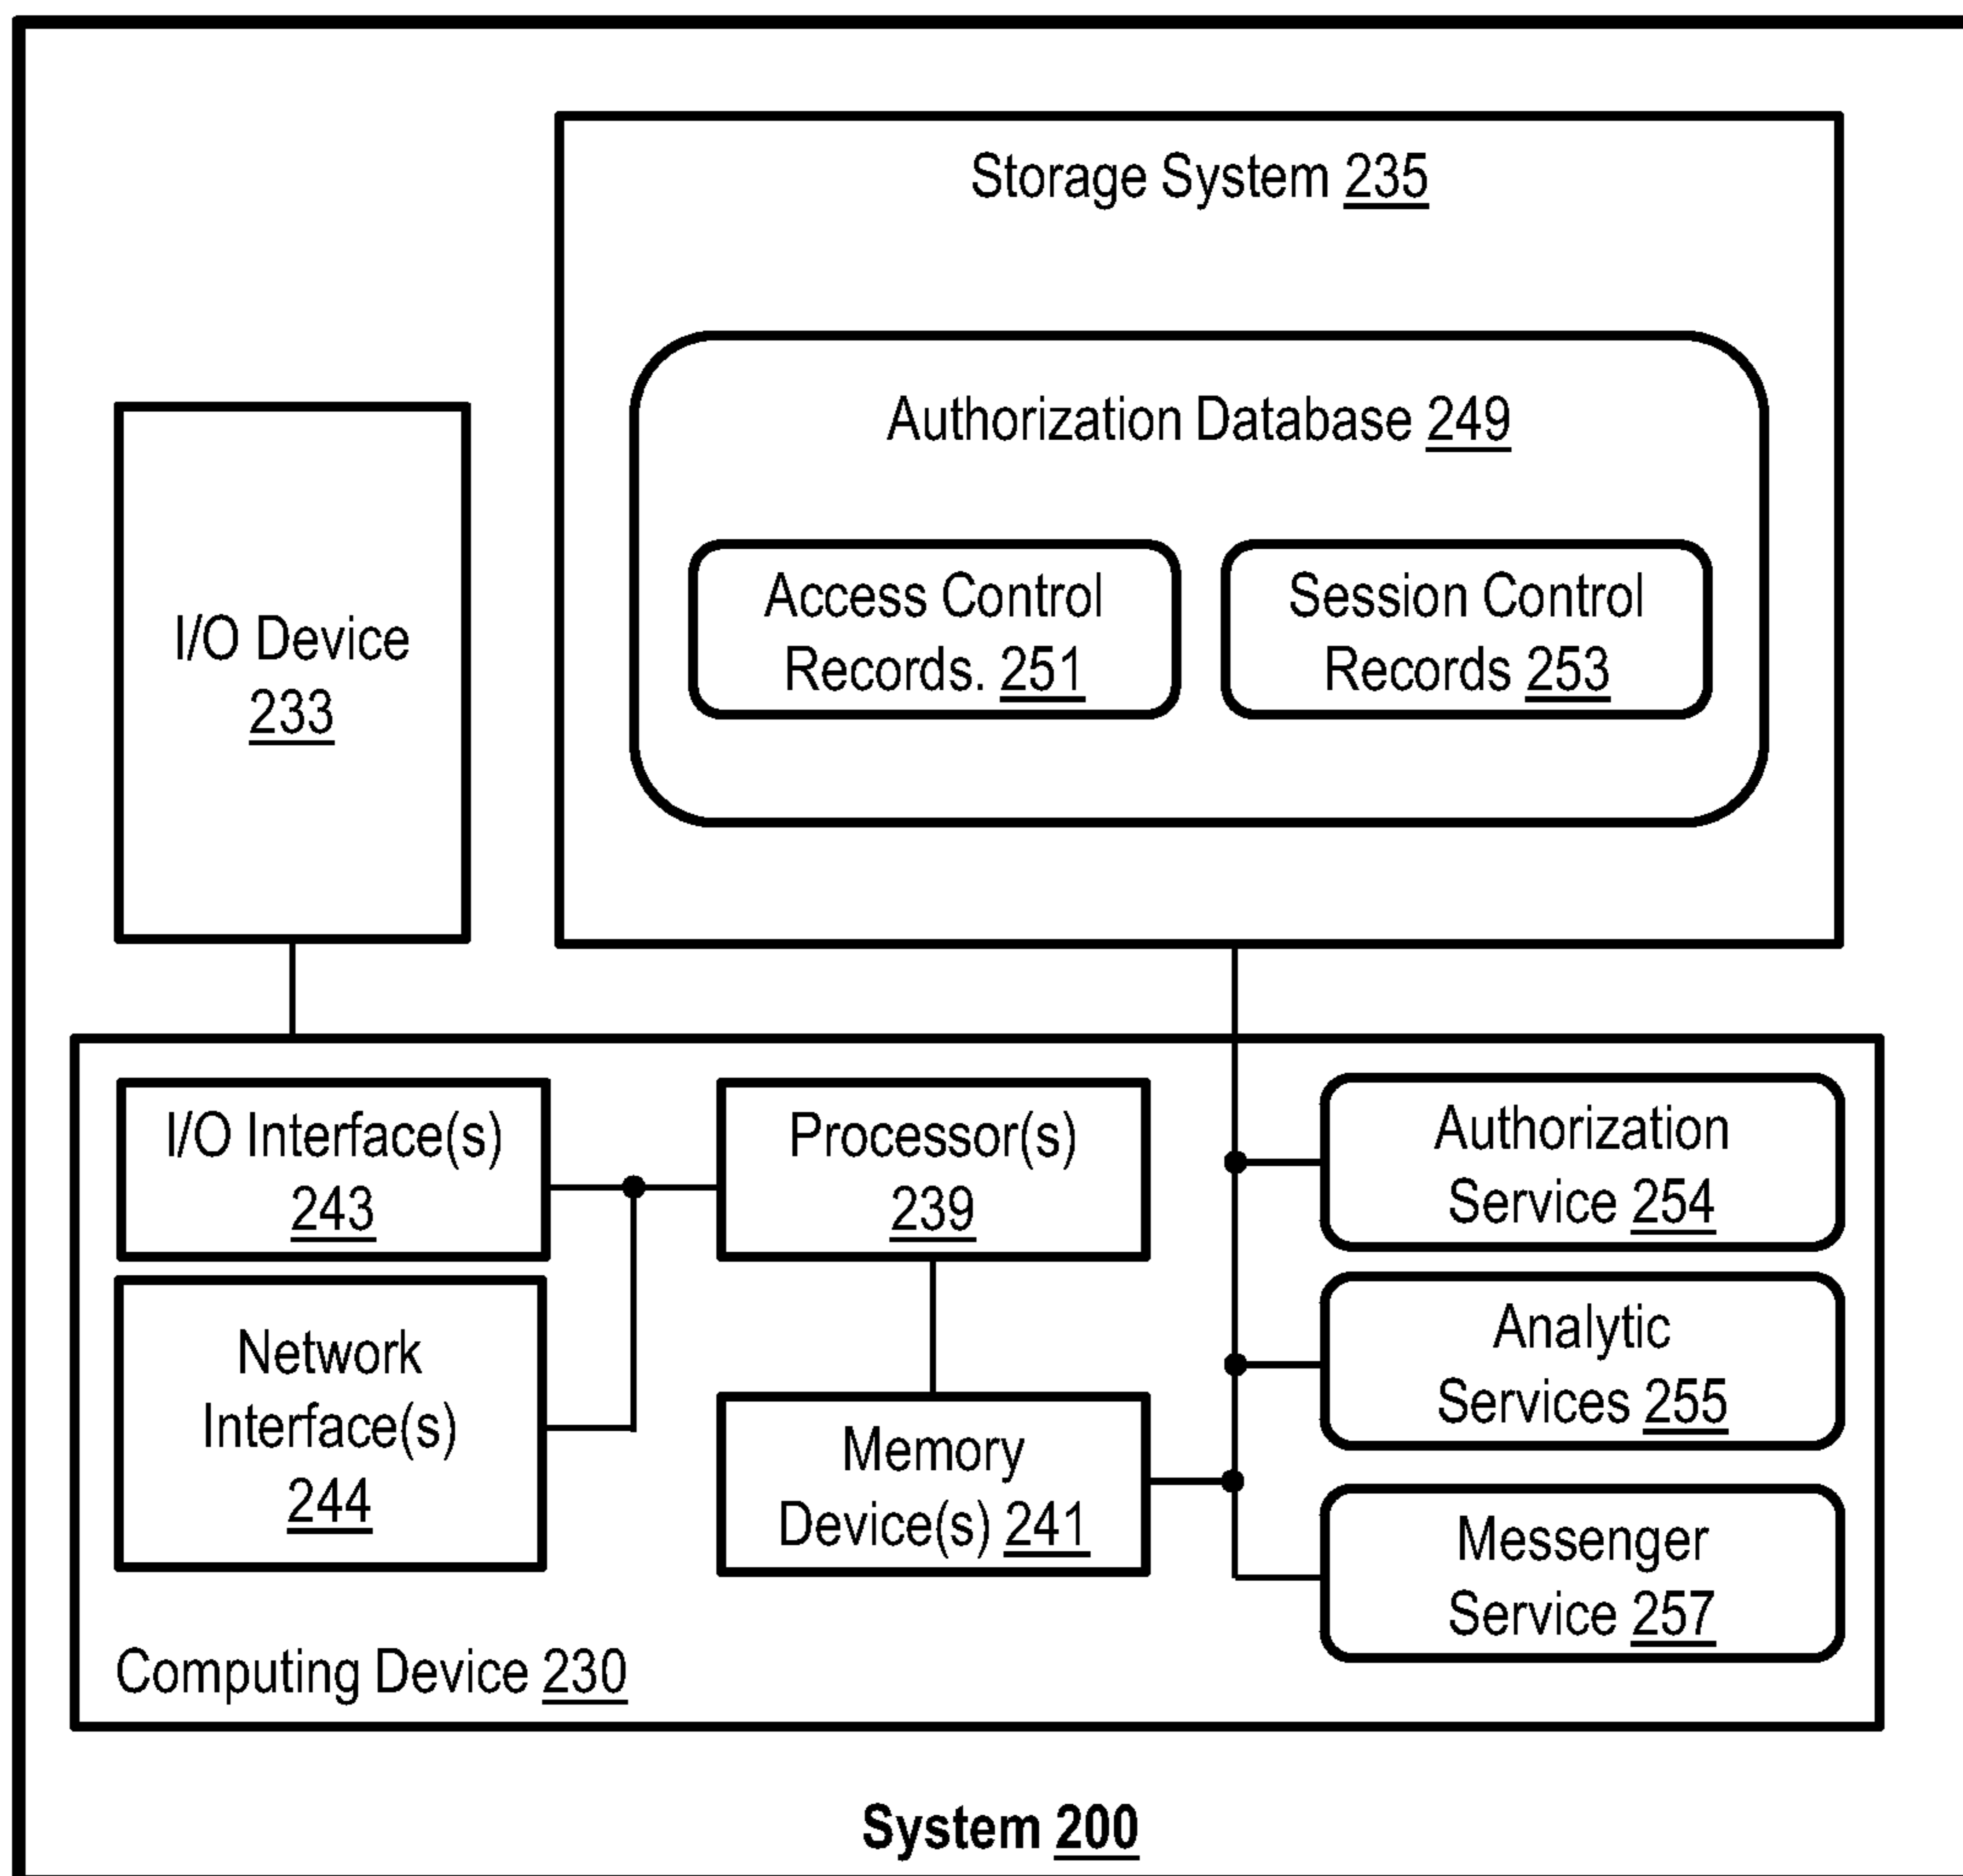 Storage System 235
Authorization Database 249
Access Control
Records. 251
Session Control
Records 253
I/O Device
233
I/O Interface(s)
243
Processor(s)
239
Authorization
Service 254
Network
Interface(s)
244
Memory
Device(s) 241
Analytic
Services 255
Messenger
Service 257
Computing Device 230
System 200